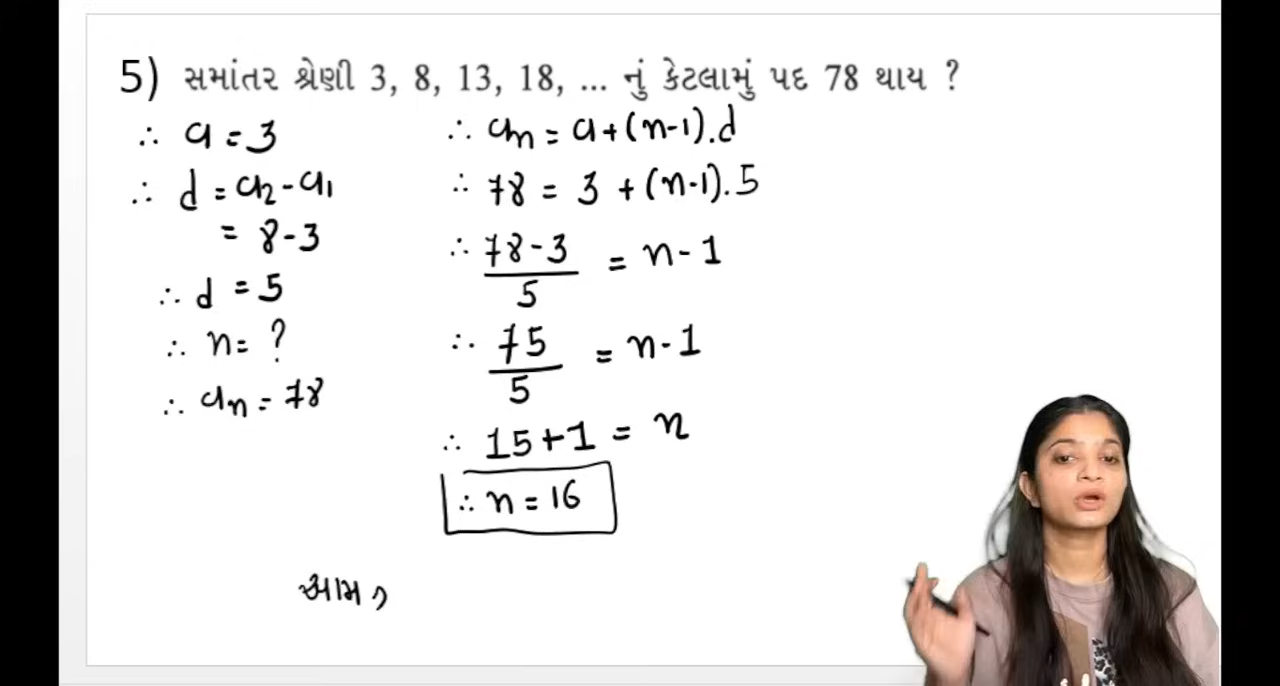 5) સમાંતર શ્રેણી 3, 8, 13, 18, ... નું કેટલામું પદ 78 થાય ?
∴ a = 3
∴ d = a₂ - a₁
= 8 - 3
∴ d = 5
∴ n = ?
∴ aₙ = 78
∴ aₙ = a + (n-1).d
∴ 78 = 3 + (n-1).5
∴ 78-3/5 = n - 1
∴ 75/5 = n - 1
∴ 15+1 = n
∴ n = 16
આમ,